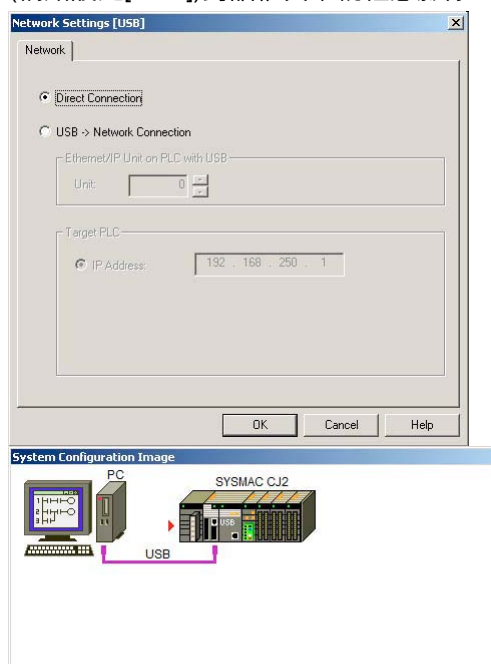 Network Settings [USB]
Network
Direct Connection
USB -> Network Connection
Ethernet/IP Unit on PLC with USB
Unit: 0
Target PLC
IP Address: 192 . 168 . 250 . 1
OK Cancel Help
System Configuration Image
PC
SYSMAC CJ2
USB
USB